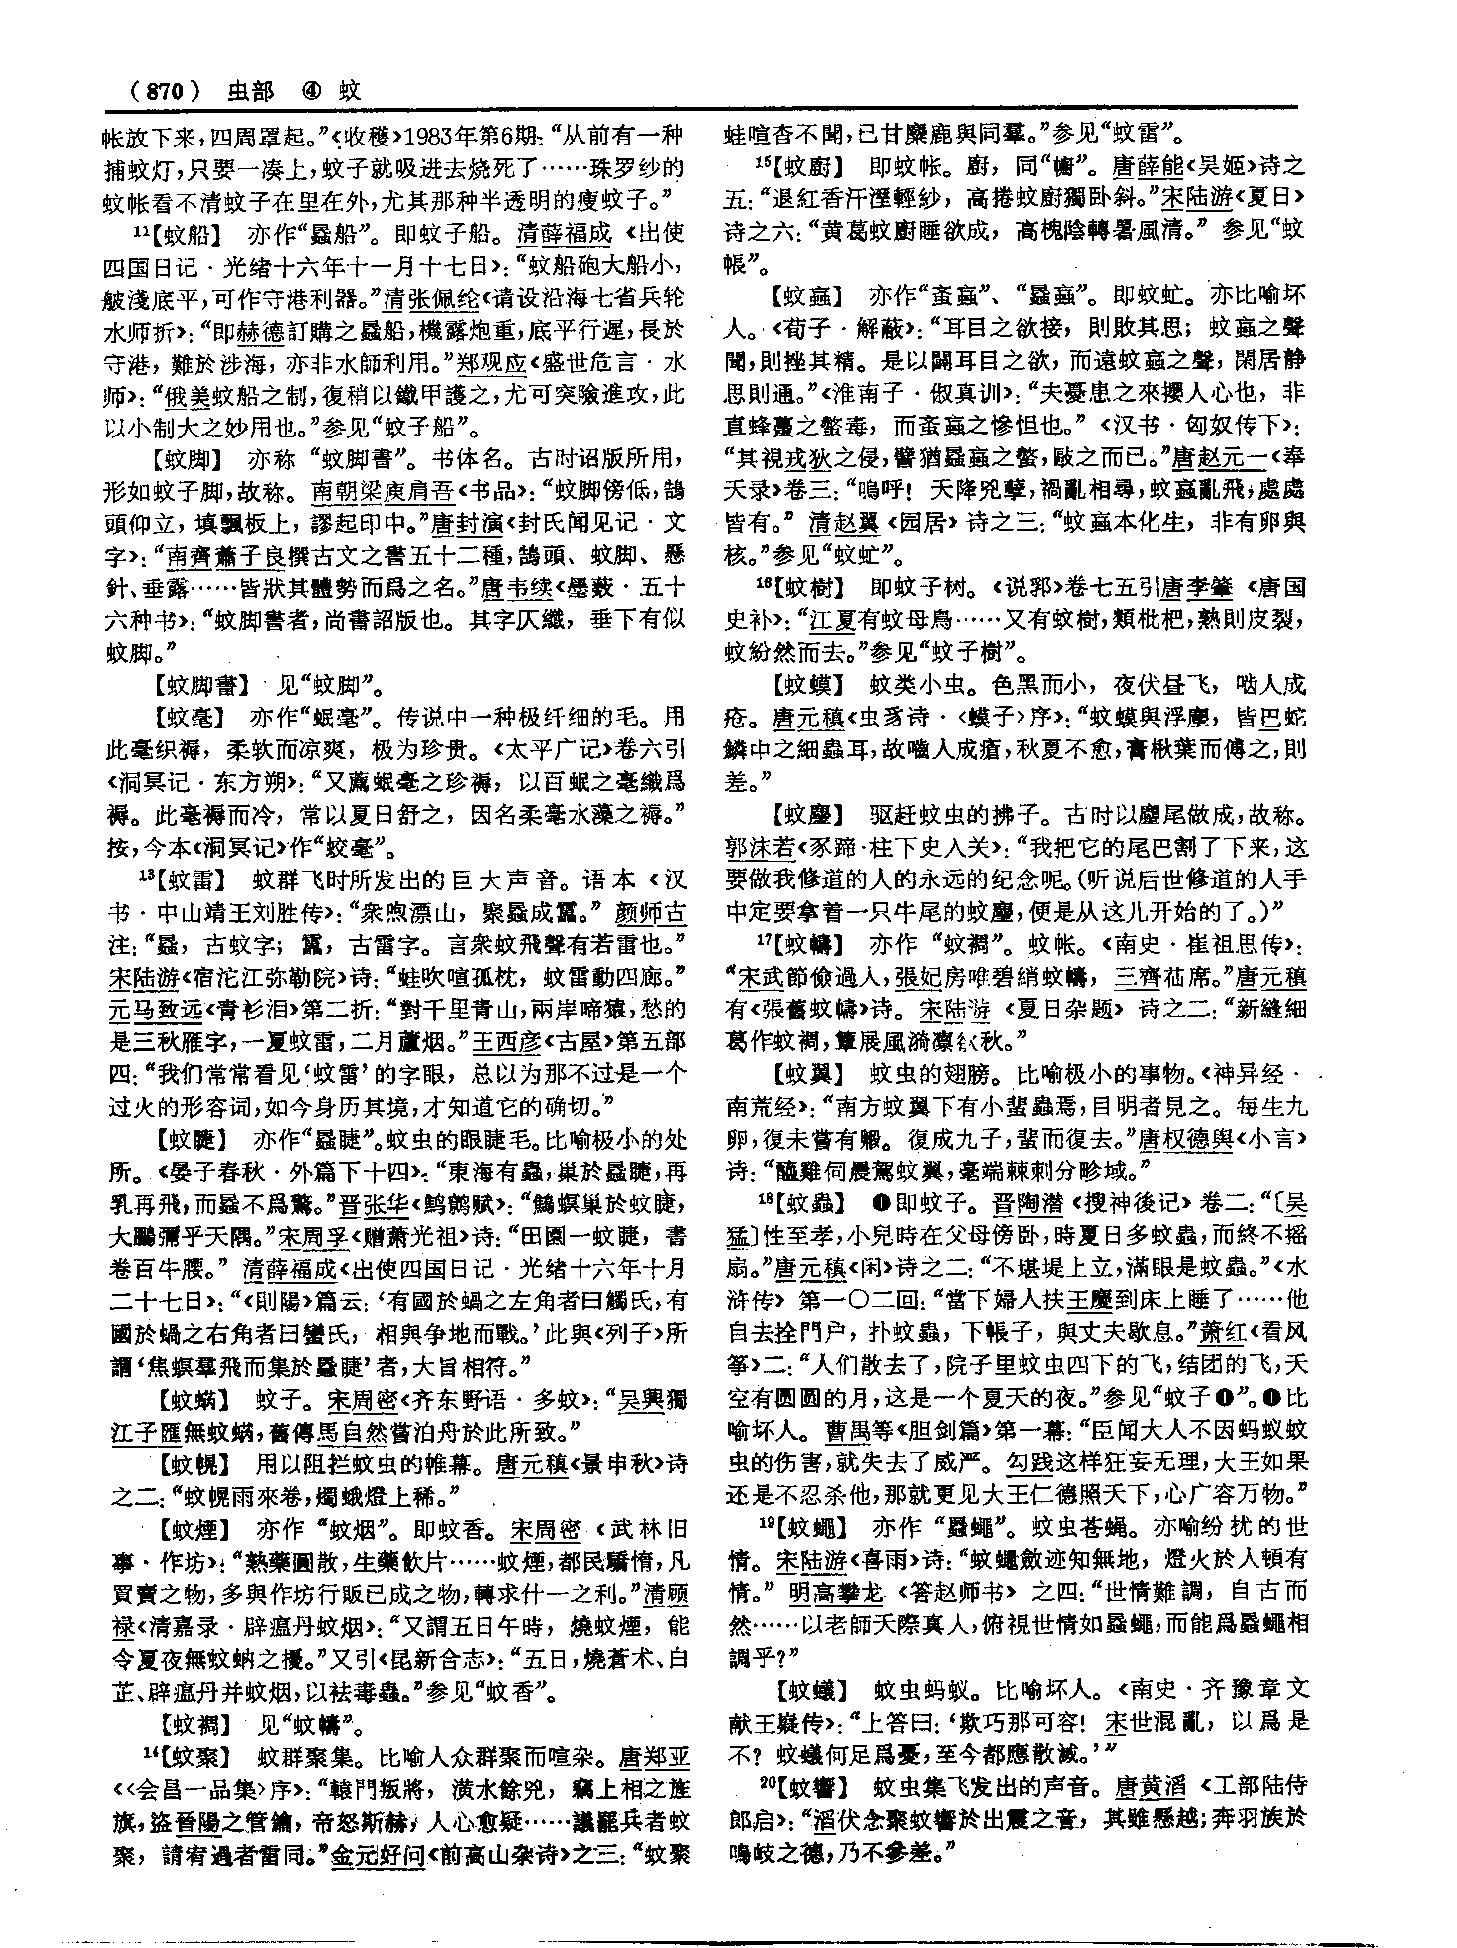 （870） 虫部 ④ 蚊
帐放下来，四周罩起。”《收穫》1983年第6期：“从前有一种
捕蚊灯，只要一凑上，蚊子就吸进去烧死了……珠罗纱的
蚊帐看不清蚊子在里在外，尤其那种半透明的瘦蚊子。”
¹¹【蚊船】 亦作“蟁船”。即蚊子船。清薛福成《出使
四国日记·光绪十六年十一月十七日》：“蚊船砲大船小，
艙淺底平，可作守港利器。”清张佩纶《请设沿海七省兵轮
水师折》：“即赫德訂購之蟁船，機露炮重，底平行遲，長於
守港，難於涉海，亦非水師利用。”郑观应《盛世危言·水
师》：“俄美蚊船之制，復稍以鐵甲護之，尤可突險進攻，此
以小制大之妙用也。”参见“蚊子船”。
【蚊脚】 亦称“蚊脚書”。书体名。古时诏版所用，
形如蚊子脚，故称。南朝梁庾肩吾《书品》：“蚊脚傍低，鵠
頭仰立，填飄板上，謬起印中。”唐封演《封氏闻见记·文
字》：“南齊蕭子良撰古文之書五十二種，鵠頭、蚊脚、懸
針、垂露……皆狀其體勢而爲之名。”唐韦续《墨薮·五十
六种书》：“蚊脚書者，尚書詔版也。其字仄纖，垂下有似
蚊脚。”
【蚊脚書】 见“蚊脚”。
【蚊毫】 亦作“蟁毫”。传说中一种极纤细的毛。用
此毫织褥，柔软而凉爽，极为珍贵。《太平广记》卷六引
《洞冥记·东方朔》：“又薦蟁毫之珍褥，以百蟁之毫織爲
褥。此毫褥而冷，常以夏日舒之，因名柔毫水藻之褥。”
按，今本《洞冥记》作“蛟毫”。
¹³【蚊雷】 蚊群飞时所发出的巨大声音。语本《汉
书·中山靖王刘胜传》：“衆喣漂山，聚蟁成靁。”颜师古
注：“蟁，古蚊字；靁，古雷字。言衆蚊飛聲有若雷也。”
宋陆游《宿沱江弥勒院》诗：“蛙吹喧孤枕，蚊雷動四廊。”
元马致远《青衫泪》第二折：“對千里青山，兩岸啼猿，愁的
是三秋雁字，一夏蚊雷，二月蘆烟。”王西彦《古屋》第五部
四：“我们常常看见‘蚊雷’的字眼，总以为那不过是一个
过火的形容词，如今身历其境，才知道它的确切。”
【蚊睫】 亦作“蟁睫”。蚊虫的眼睫毛。比喻极小的处
所。《晏子春秋·外篇下十四》：“東海有蟲，巢於蟁睫，再
乳再飛，而蟁不爲驚。”晋张华《鹪鹩赋》：“鷦螟巢於蚊睫，
大鵬彌乎天隅。”宋周孚《赠萧光祖》诗：“田園一蚊睫，書
卷百牛腰。”清薛福成《出使四国日记·光绪十六年十月
二十七日》：“《則陽》篇云：‘有國於蝸之左角者曰觸氏，有
國於蝸之右角者曰蠻氏，相與争地而戰。’此與《列子》所
謂‘焦螟羣飛而集於蟁睫’者，大旨相符。”
【蚊蜹】 蚊子。宋周密《齐东野语·多蚊》：“吴興獨
江子匯無蚊蜹，舊傳馬自然嘗泊舟於此所致。”
【蚊幌】 用以阻拦蚊虫的帷幕。唐元稹《景申秋》诗
之二：“蚊幌雨來卷，燭蛾燈上稀。”
【蚊煙】 亦作“蚊烟”。即蚊香。宋周密《武林旧
事·作坊》：“熟藥圓散，生藥飲片……蚊煙，都民驕惰，凡
買賣之物，多與作坊行販已成之物，轉求什一之利。”清顾
禄《清嘉录·辟瘟丹蚊烟》：“又謂五日午時，燒蚊煙，能
令夏夜無蚊蚋之擾。”又引《昆新合志》：“五日，燒蒼术、白
芷、辟瘟丹并蚊烟，以祛毒蟲。”参见“蚊香”。
【蚊裯】 见“蚊幬”。
¹⁴【蚊聚】 蚊群聚集。比喻人众群聚而喧杂。唐郑亚
《〈会昌一品集〉序》：“轅門叛將，潢水餘兇，竊上相之旌
旗，盗晉陽之管鑰，帝怒斯赫，人心愈疑……議罷兵者蚊
聚，請宥過者雷同。”金元好问《前高山杂诗》之三：“蚊聚
蛙喧杳不聞，已甘麋鹿與同羣。”参见“蚊雷”。
¹⁵【蚊廚】 即蚊帐。廚，同“幮”。唐薛能《吴姬》诗之
五：“退紅香汗溼輕紗，高捲蚊廚獨卧斜。”宋陆游《夏日》
诗之六：“黄葛蚊廚睡欲成，高槐陰轉暑風清。”参见“蚊
帳”。
【蚊蝱】 亦作“蚉蝱”、“蟁蝱”。即蚊虻。亦比喻坏
人。《荀子·解蔽》：“耳目之欲接，則敗其思；蚊蝱之聲
聞，則挫其精。是以闢耳目之欲，而遠蚊蝱之聲，閑居静
思則通。”《淮南子·俶真训》：“夫憂患之來攖人心也，非
直蜂蠆之螫毒，而蚉蝱之慘怛也。”《汉书·匈奴传下》：
“其視戎狄之侵，譬猶蟁蝱之螫，敺之而已。”唐赵元一《奉
天录》卷三：“嗚呼！天降兇孽，禍亂相尋，蚊蝱亂飛，處處
皆有。”清赵翼《园居》诗之三：“蚊蝱本化生，非有卵與
核。”参见“蚊虻”。
¹⁶【蚊樹】 即蚊子树。《说郛》卷七五引唐李肇《唐国
史补》：“江夏有蚊母鳥……又有蚊樹，類枇杷，熟則皮裂，
蚊紛然而去。”参见“蚊子樹”。
【蚊蟆】 蚊类小虫。色黑而小，夜伏昼飞，啮人成
疮。唐元稹《虫豸诗·〈蟆子〉序》：“蚊蟆與浮塵，皆巴蛇
鱗中之細蟲耳，故嚙人成瘡，秋夏不愈，膏楸葉而傅之，則
差。”
【蚊麈】 驱赶蚊虫的拂子。古时以麈尾做成，故称。
郭沫若《豕蹄·柱下史入关》：“我把它的尾巴割了下来，这
要做我修道的人的永远的纪念呢。（听说后世修道的人手
中定要拿着一只牛尾的蚊麈，便是从这儿开始的了。）”
¹⁷【蚊幬】 亦作“蚊裯”。蚊帐。《南史·崔祖思传》：
“宋武節儉過人，張妃房唯碧綃蚊幬，三齊苮席。”唐元稹
有《張舊蚊幬》诗。宋陆游《夏日杂题》诗之二：“新縫細
葛作蚊裯，簟展風漪凛欲秋。”
【蚊翼】 蚊虫的翅膀。比喻极小的事物。《神异经·
南荒经》：“南方蚊翼下有小蜚蟲焉，目明者見之。每生九
卵，復未嘗有毈。復成九子，蜚而復去。”唐权德舆《小言》
诗：“醯雞伺晨駕蚊翼，毫端棘刺分畛域。”
¹⁸【蚊蟲】 ❶即蚊子。晋陶潜《搜神後记》卷二：“〔吴
猛〕性至孝，小兒時在父母傍卧，時夏日多蚊蟲，而終不摇
扇。”唐元稹《闲》诗之二：“不堪堤上立，滿眼是蚊蟲。”《水
浒传》第一〇二回：“當下婦人扶王慶到床上睡了……他
自去拴門户，扑蚊蟲，下帳子，與丈夫歇息。”萧红《看风
筝》二：“人们散去了，院子里蚊虫四下的飞，结团的飞，天
空有圆圆的月，这是一个夏天的夜。”参见“蚊子❶”。❷比
喻坏人。曹禺等《胆剑篇》第一幕：“臣闻大人不因蚂蚁蚊
虫的伤害，就失去了威严。勾践这样狂妄无理，大王如果
还是不忍杀他，那就更见大王仁德照天下，心广容万物。”
¹⁹【蚊蠅】 亦作“蟁蠅”。蚊虫苍蝇。亦喻纷扰的世
情。宋陆游《喜雨》诗：“蚊蠅斂迹知無地，燈火於人頓有
情。”明高攀龙《答赵师书》之四：“世情難調，自古而
然……以老師天際真人，俯視世情如蟁蠅，而能爲蟁蠅相
調乎？”
【蚊蟻】 蚊虫蚂蚁。比喻坏人。《南史·齐豫章文
献王嶷传》：“上答曰：‘欺巧那可容！宋世混亂，以爲是
不？蚊蟻何足爲憂，至今都應散滅。’”
²⁰【蚊響】 蚊虫集飞发出的声音。唐黄滔《工部陆侍
郎启》：“滔伏念聚蚊響於出震之音，其雖懸越；奔羽族於
鳴岐之德，乃不參差。”